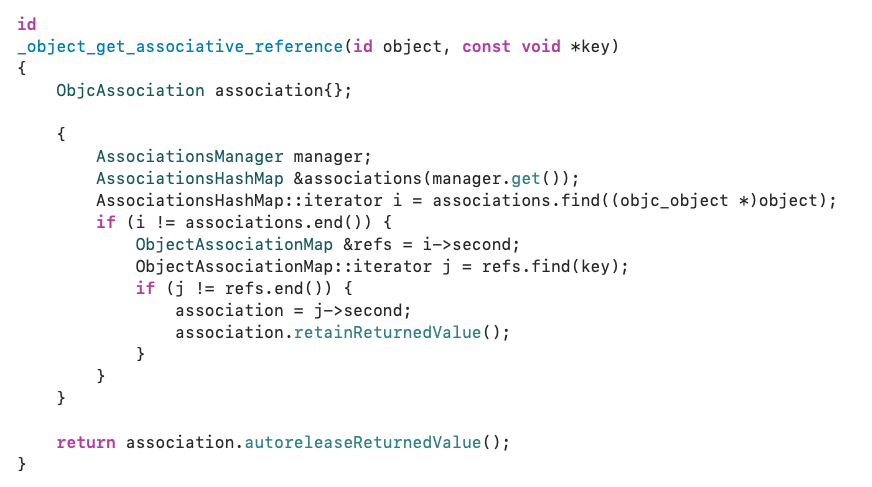 id
_object_get_associative_reference(id object, const void *key)
{
    ObjcAssociation association{};

    {
        AssociationsManager manager;
        AssociationsHashMap &associations(manager.get());
        AssociationsHashMap::iterator i = associations.find((objc_object *)object);
        if (i != associations.end()) {
            ObjectAssociationMap &refs = i->second;
            ObjectAssociationMap::iterator j = refs.find(key);
            if (j != refs.end()) {
                association = j->second;
                association.retainReturnedValue();
            }
        }
    }

    return association.autoreleaseReturnedValue();
}